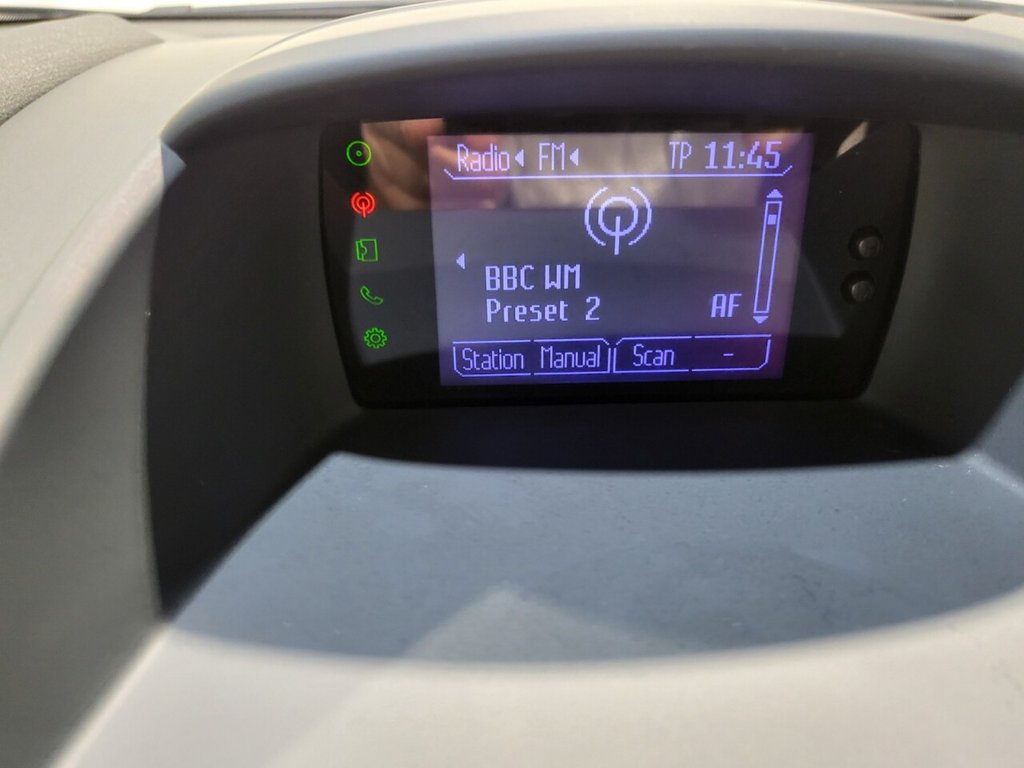 Radio FM TP 11:45
BBC WM
Preset 2 AF
Station Manual Scan -